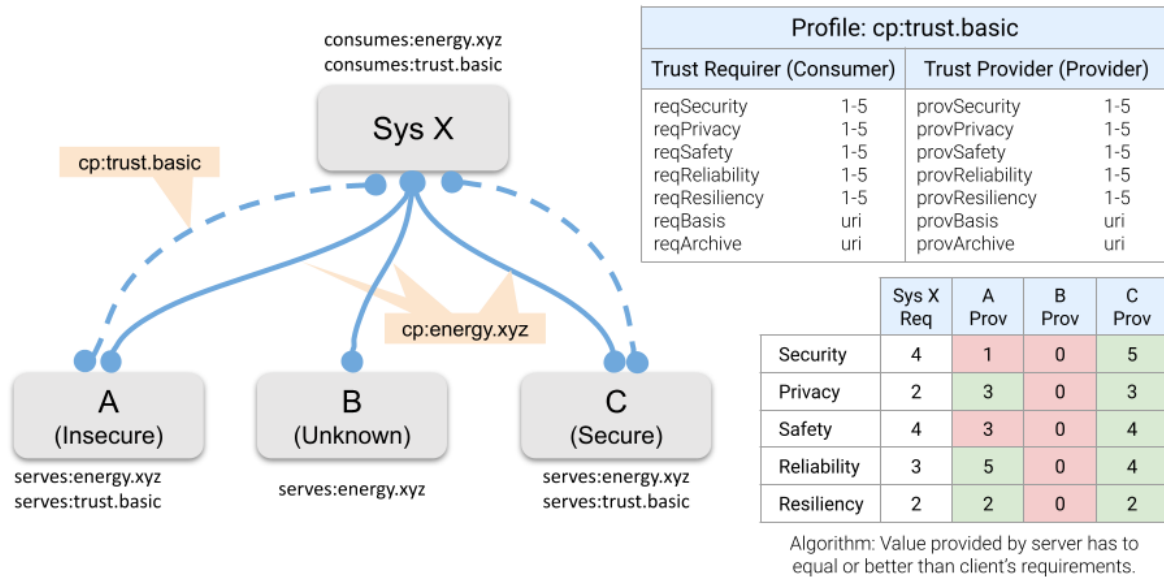 consumes:energy.xyz
consumes:trust.basic
Sys X
cp:trust.basic
cp:energy.xyz
A
(Insecure)
B
(Unknown)
C
(Secure)
serves:energy.xyz
serves:trust.basic
serves:energy.xyz
serves:energy.xyz
serves:trust.basic
Profile: cp:trust.basic
Trust Requirer (Consumer) Trust Provider (Provider)
reqSecurity 1-5 provSecurity 1-5
reqPrivacy 1-5 provPrivacy 1-5
reqSafety 1-5 provSafety 1-5
reqReliability 1-5 provReliability 1-5
reqResiliency 1-5 provResiliency 1-5
reqBasis uri provBasis uri
reqArchive uri provArchive uri
Sys X A B C
Req Prov Prov Prov
Security 4 1 0 5
Privacy 2 3 0 3
Safety 4 3 0 4
Reliability 3 5 0 4
Resiliency 2 2 0 2
Algorithm: Value provided by server has to
equal or better than client's requirements.